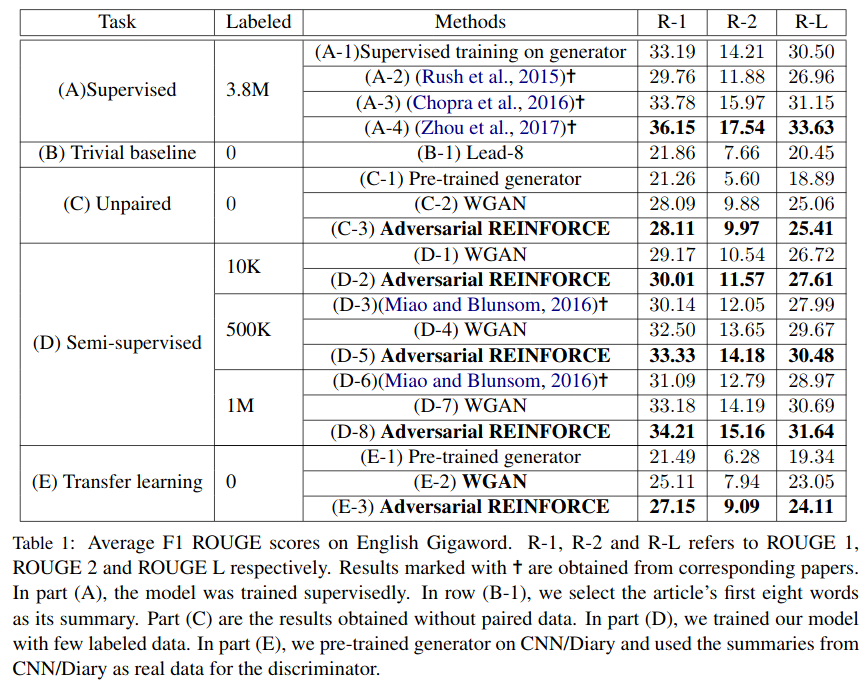 Task Labeled Methods R-1 R-2 R-L
(A)Supervised 3.8M (A-1)Supervised training on generator 33.19 14.21 30.50
(A-2) (Rush et al., 2015)† 29.76 11.88 26.96
(A-3) (Chopra et al., 2016)† 33.78 15.97 31.15
(A-4) (Zhou et al., 2017)† 36.15 17.54 33.63
(B) Trivial baseline 0 (B-1) Lead-8 21.86 7.66 20.45
(C) Unpaired 0 (C-1) Pre-trained generator 21.26 5.60 18.89
(C-2) WGAN 28.09 9.88 25.06
(C-3) Adversarial REINFORCE 28.11 9.97 25.41
(D) Semi-supervised 10K (D-1) WGAN 29.17 10.54 26.72
(D-2) Adversarial REINFORCE 30.01 11.57 27.61
500K (D-3)(Miao and Blunsom, 2016)† 30.14 12.05 27.99
(D-4) WGAN 32.50 13.65 29.67
(D-5) Adversarial REINFORCE 33.33 14.18 30.48
1M (D-6)(Miao and Blunsom, 2016)† 31.09 12.79 28.97
(D-7) WGAN 33.18 14.19 30.69
(D-8) Adversarial REINFORCE 34.21 15.16 31.64
(E) Transfer learning 0 (E-1) Pre-trained generator 21.49 6.28 19.34
(E-2) WGAN 25.11 7.94 23.05
(E-3) Adversarial REINFORCE 27.15 9.09 24.11
Table 1: Average F1 ROUGE scores on English Gigaword. R-1, R-2 and R-L refers to ROUGE 1,
ROUGE 2 and ROUGE L respectively. Results marked with † are obtained from corresponding papers.
In part (A), the model was trained supervisedly. In row (B-1), we select the article's first eight words
as its summary. Part (C) are the results obtained without paired data. In part (D), we trained our model
with few labeled data. In part (E), we pre-trained generator on CNN/Diary and used the summaries from
CNN/Diary as real data for the discriminator.